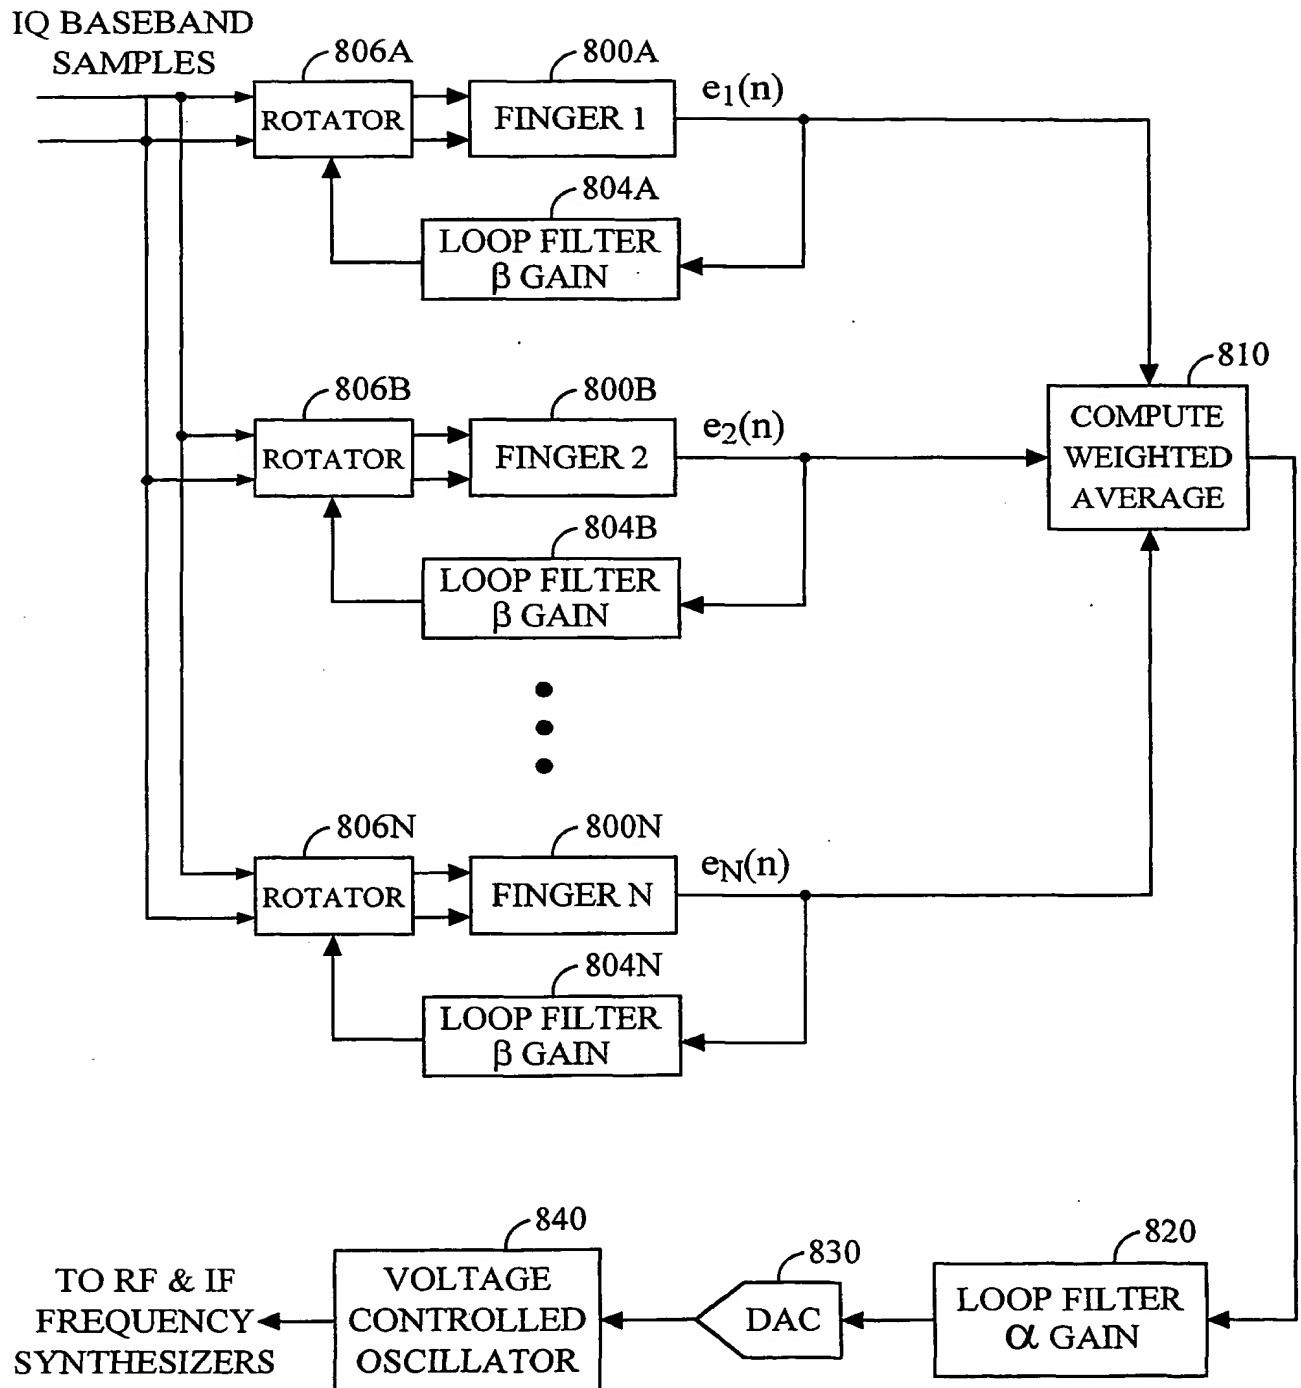 IQ BASEBAND
SAMPLES
806A
800A
ROTATOR
FINGER 1
e1(n)
804A
LOOP FILTER
β GAIN
806B
800B
ROTATOR
FINGER 2
e2(n)
804B
LOOP FILTER
β GAIN
810
COMPUTE
WEIGHTED
AVERAGE
806N
800N
ROTATOR
FINGER N
eN(n)
804N
LOOP FILTER
β GAIN
840
830
820
TO RF & IF
FREQUENCY
SYNTHESIZERS
VOLTAGE
CONTROLLED
OSCILLATOR
DAC
LOOP FILTER
α GAIN